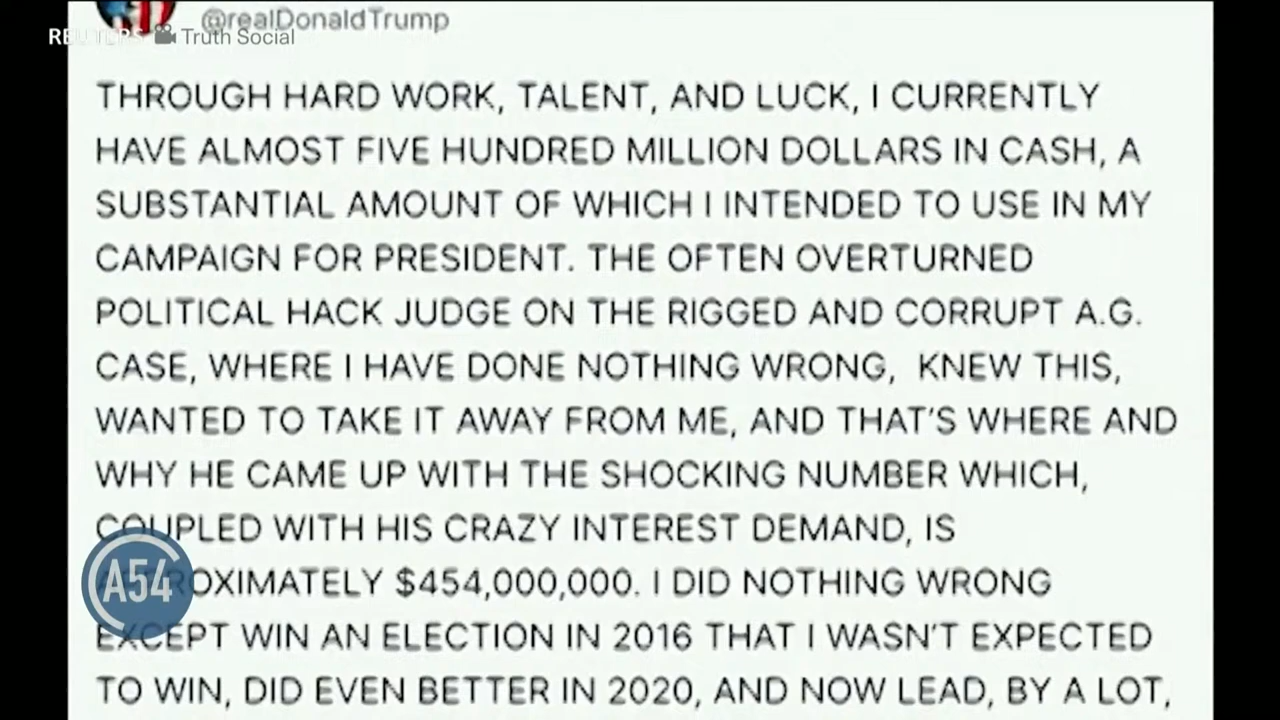 @realDonaldTrump
REUTERS Truth Social
THROUGH HARD WORK, TALENT, AND LUCK, I CURRENTLY
HAVE ALMOST FIVE HUNDRED MILLION DOLLARS IN CASH, A
SUBSTANTIAL AMOUNT OF WHICH I INTENDED TO USE IN MY
CAMPAIGN FOR PRESIDENT. THE OFTEN OVERTURNED
POLITICAL HACK JUDGE ON THE RIGGED AND CORRUPT A.G.
CASE, WHERE I HAVE DONE NOTHING WRONG, KNEW THIS,
WANTED TO TAKE IT AWAY FROM ME, AND THAT'S WHERE AND
WHY HE CAME UP WITH THE SHOCKING NUMBER WHICH,
COUPLED WITH HIS CRAZY INTEREST DEMAND, IS
APPROXIMATELY $454,000,000. I DID NOTHING WRONG
EXCEPT WIN AN ELECTION IN 2016 THAT I WASN'T EXPECTED
TO WIN, DID EVEN BETTER IN 2020, AND NOW LEAD, BY A LOT,
A54